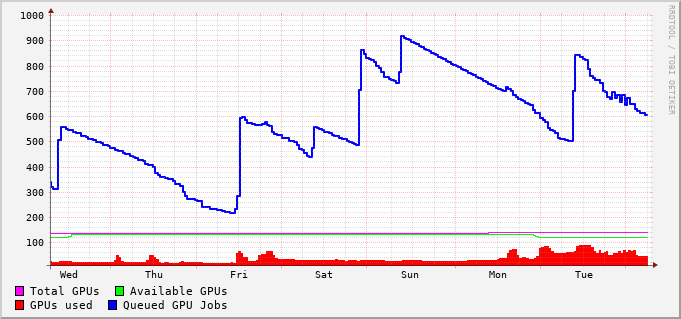 1000
900
800
700
600
500
400
300
200
100
Wed Thu Fri Sat Sun Mon Tue
Total GPUs Available GPUs
GPUs used Queued GPU Jobs
RRDTOOL / TOBI OETIKER